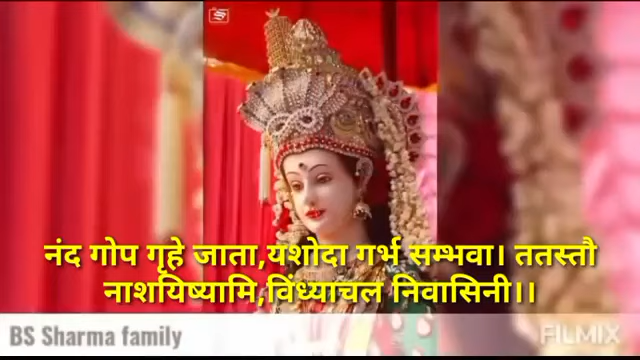 नंद गोप गृहे जाता,यशोदा गर्भ सम्भवा। ततस्तौ
नाशयिष्यामि,विंध्याचल निवासिनी।।
BS Sharma family
FILMIX